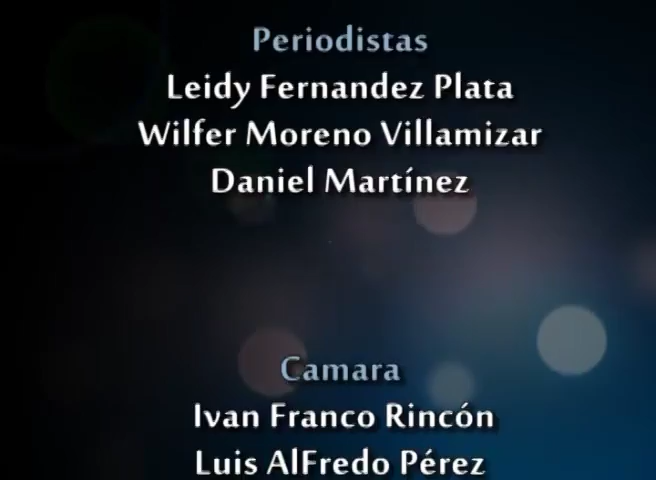 Periodistas
Leidy Fernandez Plata
Wilfer Moreno Villamizar
Daniel Martínez
Camara
Ivan Franco Rincón
Luis AlFredo Pérez